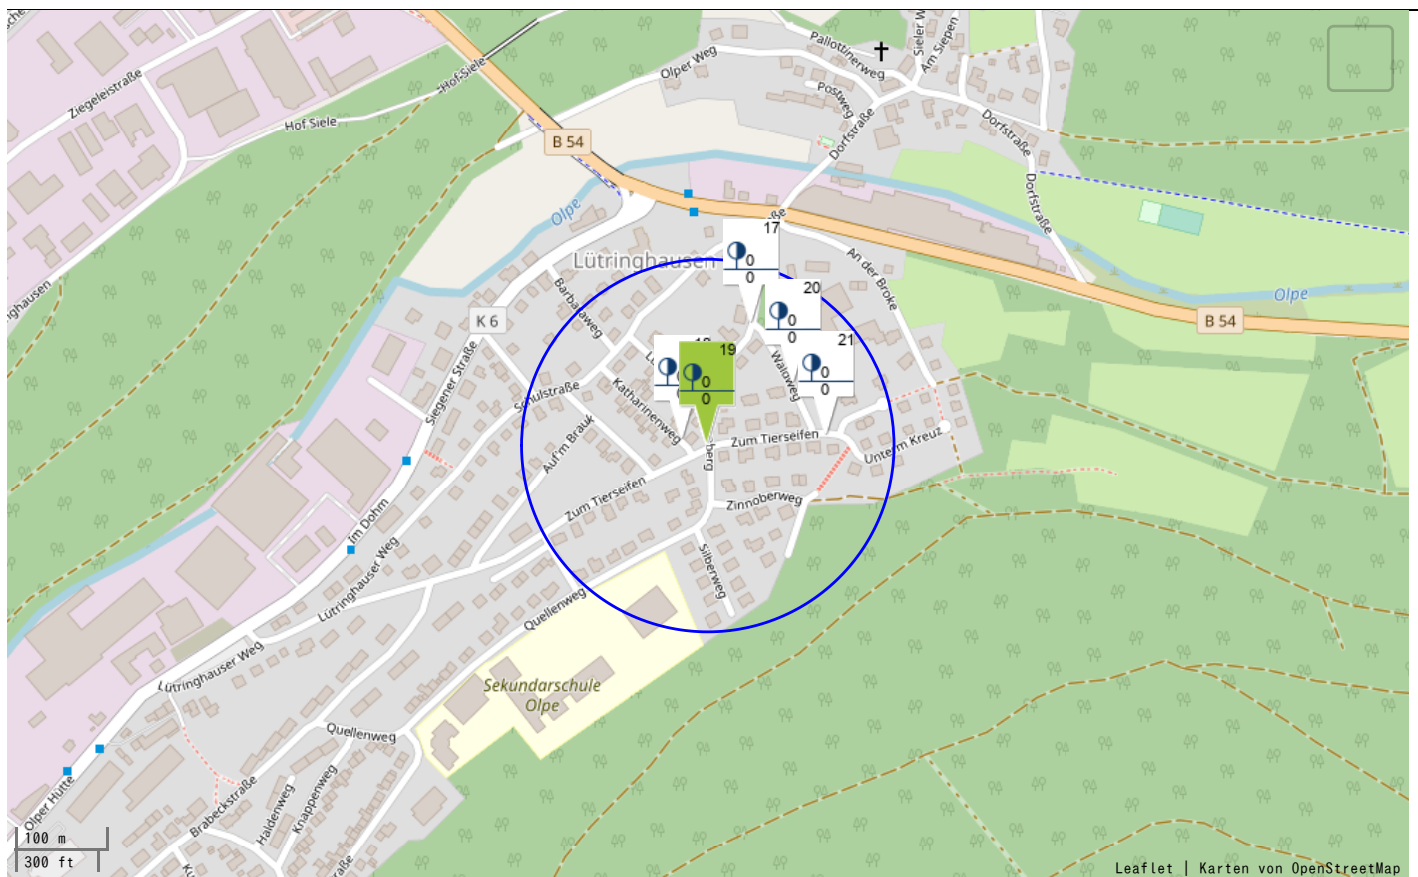 Ziegeleistraße
Hof Siele
Hof Siele
Olper Weg
Pallottinerweg
Postweg
Dorfstraße
Am Siepen
Dorfstraße
Dorfstraße
B 54
Olpe
Lütringhausen
17
0
0
An der Broke
Olpe
B 54
K 6
Barbaraweg
20
0
0
21
0
0
19
0
0
Siegener Straße
Schulstraße
Katharinenweg
Waldweg
Auf'm Brauk
Zum Tierseifen
Unterm Kreuz
Zum Tierseifen
Zinnoberweg
Silberweg
Im Dohm
Lütringhauser Weg
Quellenweg
Lütringhauser Weg
Sekundarschule
Olpe
Quellenweg
Olper Hütte
Brabeckstraße
Haldenweg
Knappenweg
100 m
300 ft
Leaflet | Karten von OpenStreetMap